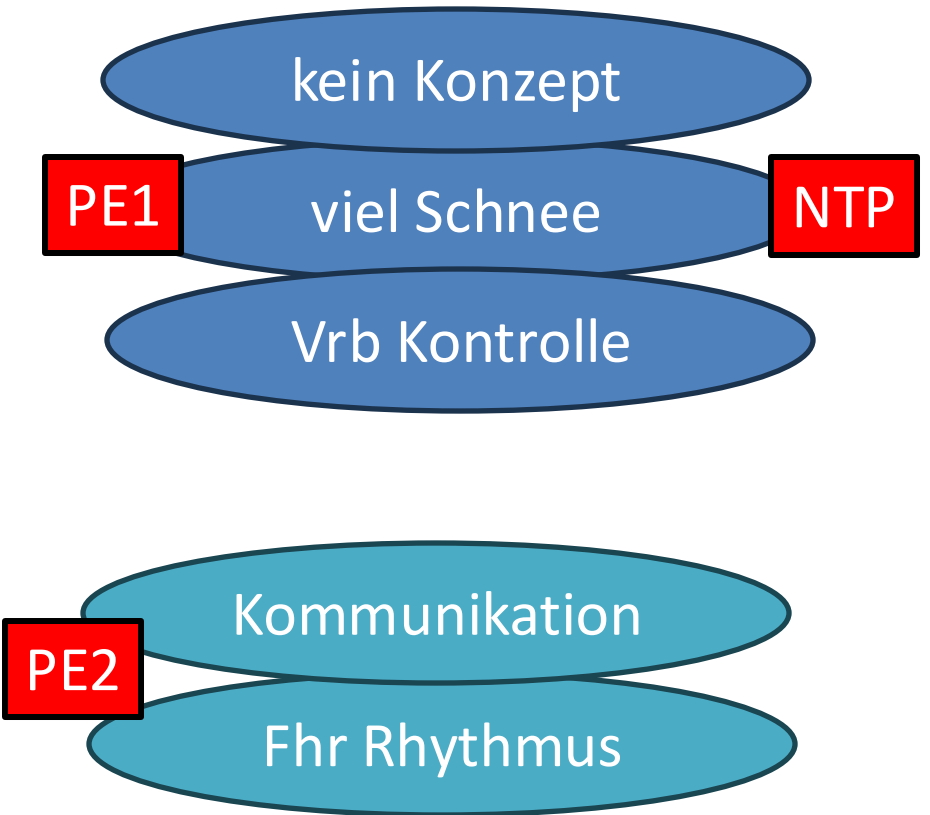 kein Konzept
PE1
viel Schnee
NTP
Vrb Kontrolle
Kommunikation
PE2
Fhr Rhythmus